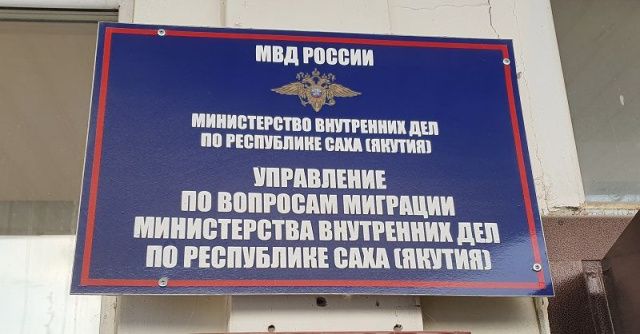 МВД РОССИИ
МИНИСТЕРСТВО ВНУТРЕННИХ ДЕЛ
ПО РЕСПУБЛИКЕ САХА (ЯКУТИЯ)
УПРАВЛЕНИЕ
ПО ВОПРОСАМ МИГРАЦИИ
МИНИСТЕРСТВА ВНУТРЕННИХ ДЕЛ
ПО РЕСПУБЛИКЕ САХА (ЯКУТИЯ)